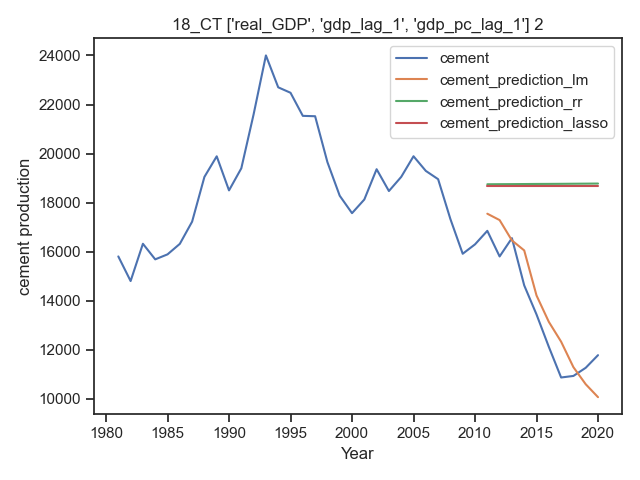 18_CT ['real_GDP', 'gdp_lag_1', 'gdp_pc_lag_1'] 2
cement
cement_prediction_lm
cement_prediction_rr
cement_prediction_lasso
cement production
24000
22000
20000
18000
16000
14000
12000
10000
1980 1985 1990 1995 2000 2005 2010 2015 2020
Year